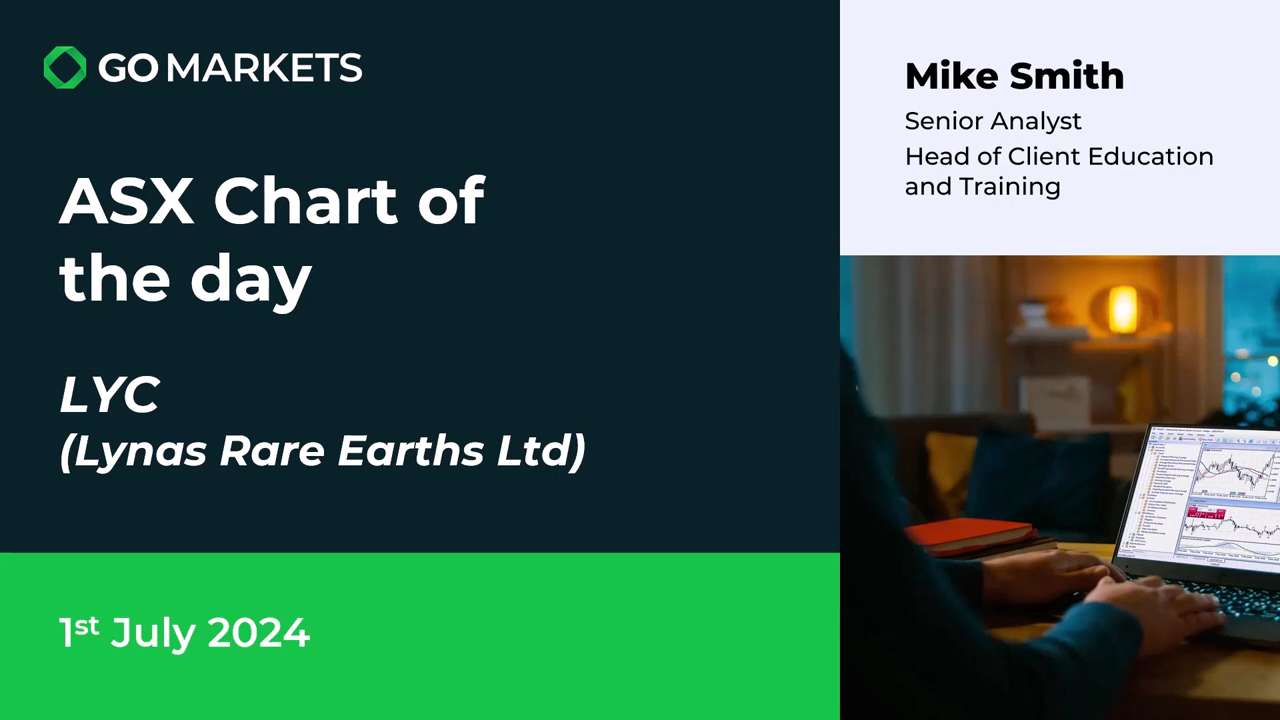 GO MARKETS
ASX Chart of
the day
LYC
(Lynas Rare Earths Ltd)
1st July 2024
Mike Smith
Senior Analyst
Head of Client Education
and Training